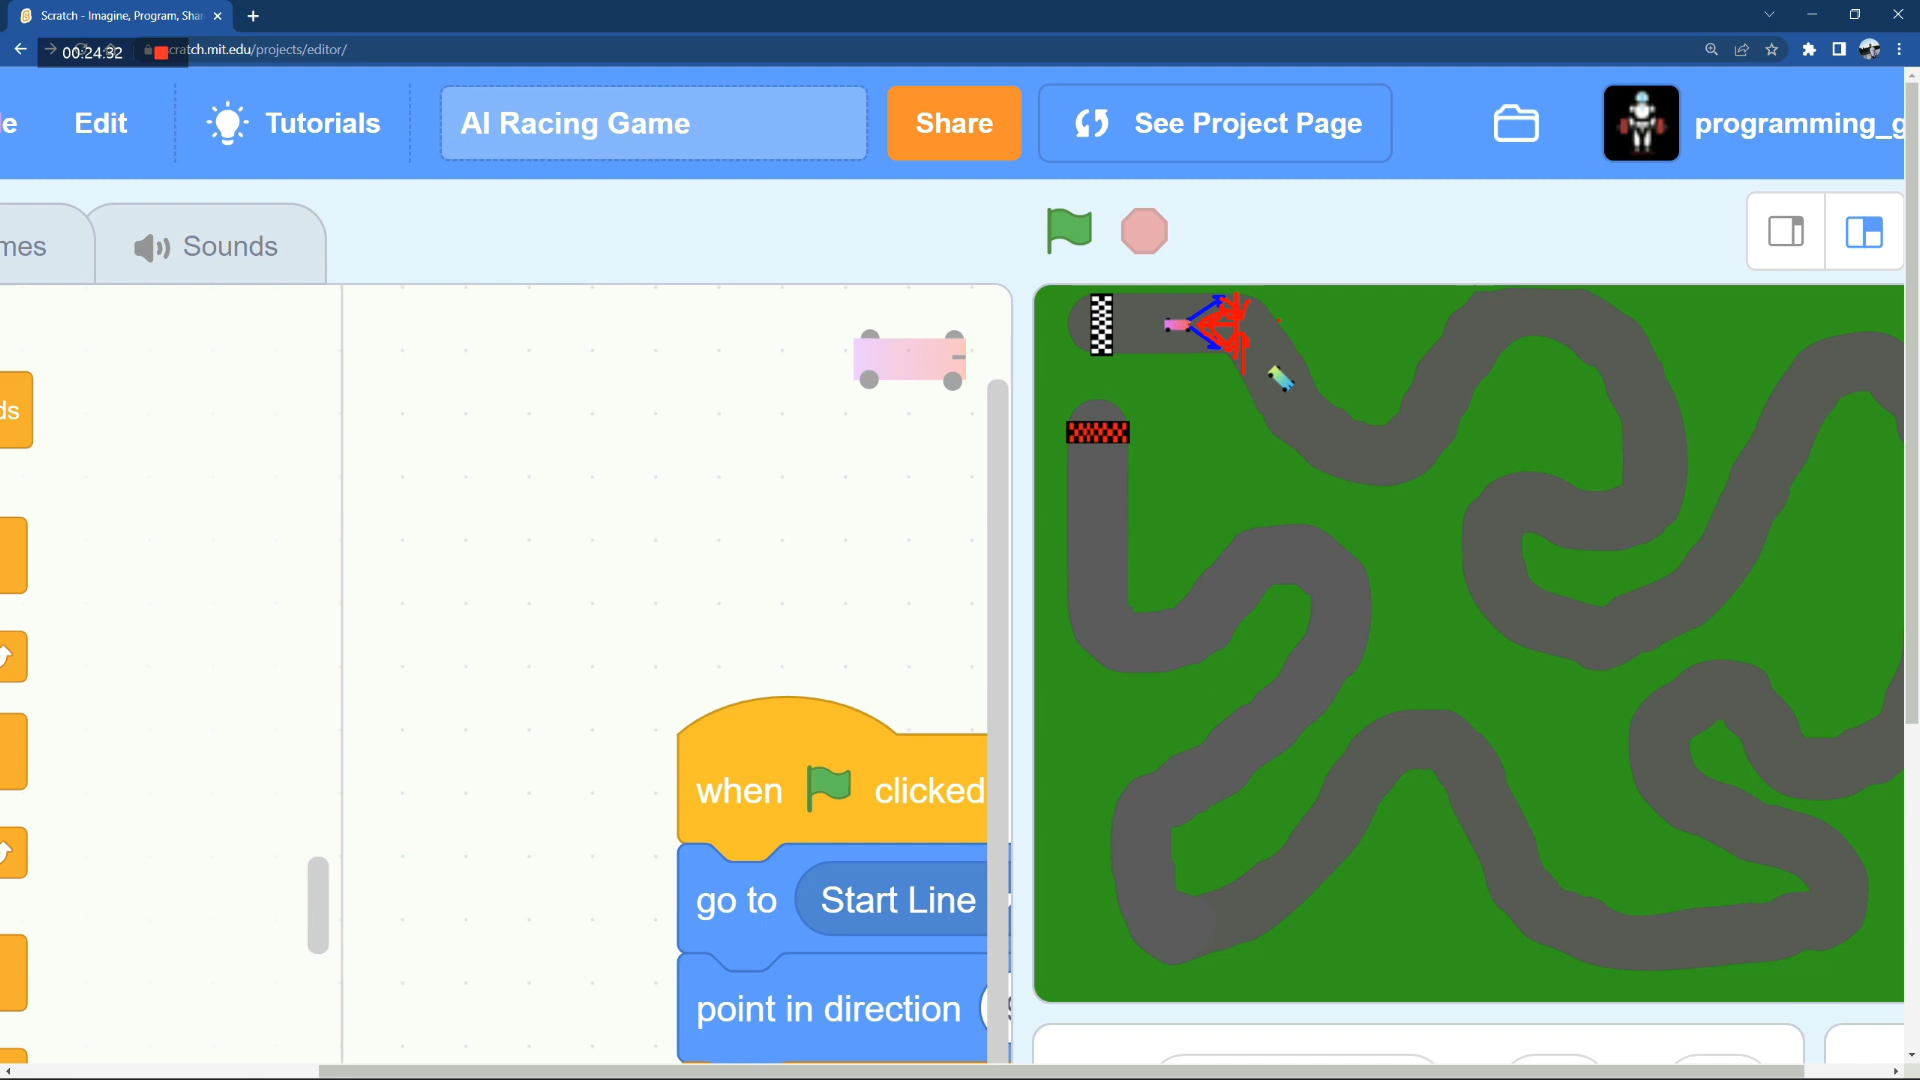 Scratch - Imagine, Program, Shar
00:24:32
cratch.mit.edu/projects/editor/
le
Edit
Tutorials
AI Racing Game
Share
See Project Page
programming_g
mes
Sounds
ds
when clicked
go to Start Line
point in direction